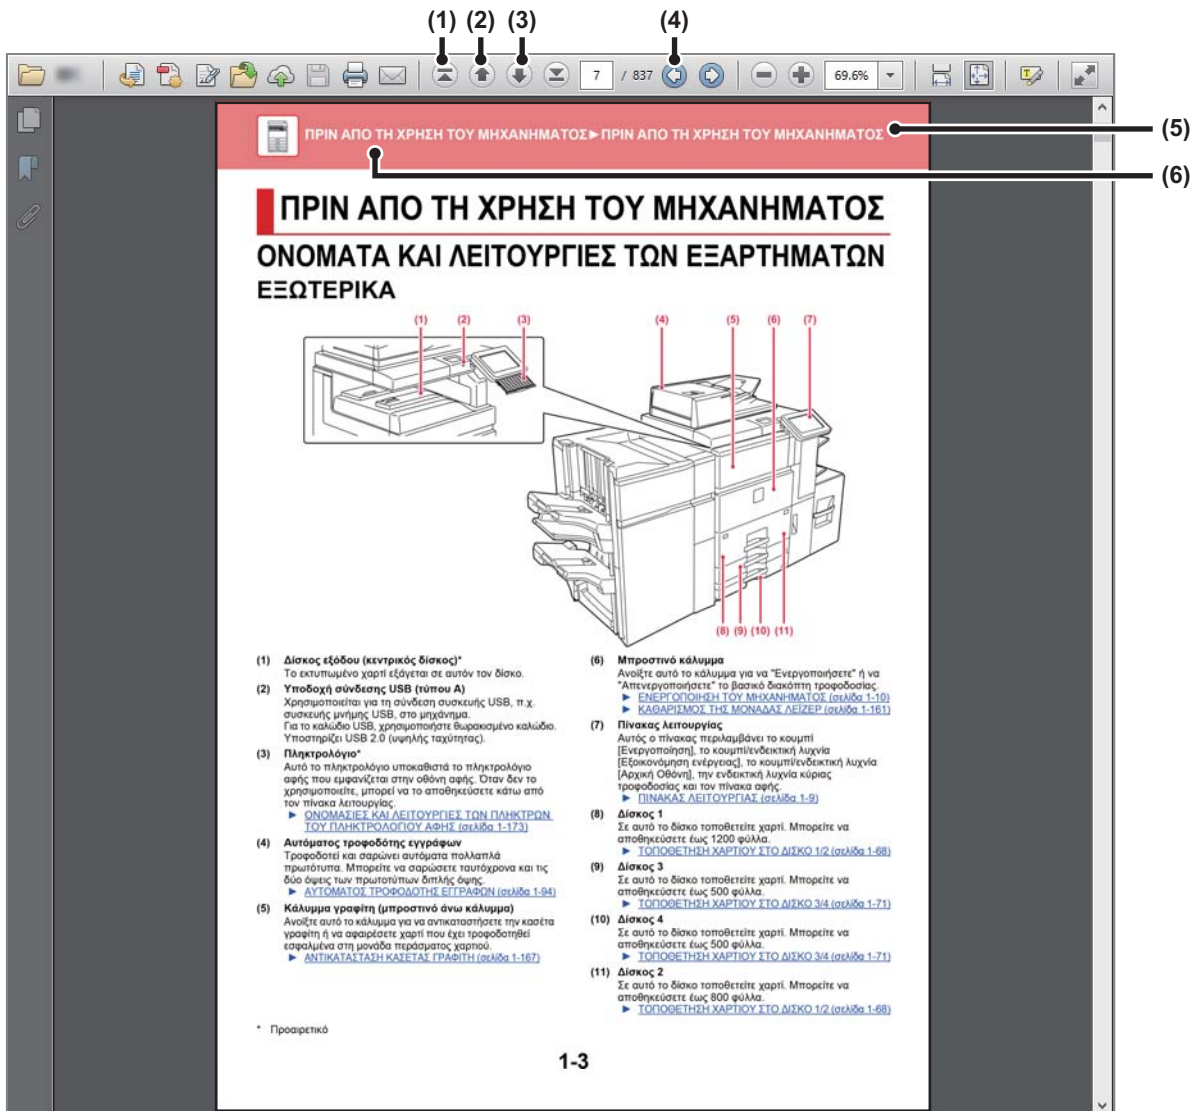 (1) (2) (3) (4)
7 / 837 69.6%
ΠΡΙΝ ΑΠΟ ΤΗ ΧΡΗΣΗ ΤΟΥ ΜΗΧΑΝΗΜΑΤΟΣ►ΠΡΙΝ ΑΠΟ ΤΗ ΧΡΗΣΗ ΤΟΥ ΜΗΧΑΝΗΜΑΤΟΣ
(5)
(6)
ΠΡΙΝ ΑΠΟ ΤΗ ΧΡΗΣΗ ΤΟΥ ΜΗΧΑΝΗΜΑΤΟΣ
ΟΝΟΜΑΤΑ ΚΑΙ ΛΕΙΤΟΥΡΓΙΕΣ ΤΩΝ ΕΞΑΡΤΗΜΑΤΩΝ
ΕΞΩΤΕΡΙΚΑ
(1) (2) (3) (4) (5) (6) (7)
(8) (9) (10) (11)
(1) Δίσκος εξόδου (κεντρικός δίσκος)*
Το εκτυπωμένο χαρτί εξάγεται σε αυτόν τον δίσκο.
(2) Υποδοχή σύνδεσης USB (τύπου A)
Χρησιμοποιείται για τη σύνδεση συσκευής USB, π.χ.
συσκευής μνήμης USB, στο μηχάνημα.
Για το καλώδιο USB, χρησιμοποιήστε θωρακισμένο καλώδιο.
Υποστηρίζει USB 2.0 (υψηλής ταχύτητας).
(3) Πληκτρολόγιο*
Αυτό το πληκτρολόγιο υποκαθιστά το πληκτρολόγιο
αφής που εμφανίζεται στην οθόνη αφής. Όταν δεν το
χρησιμοποιείτε, μπορεί να το αποθηκεύσετε κάτω από
τον πίνακα λειτουργίας.
► ΟΝΟΜΑΣΙΕΣ ΚΑΙ ΛΕΙΤΟΥΡΓΙΕΣ ΤΩΝ ΠΛΗΚΤΡΩΝ
ΤΟΥ ΠΛΗΚΤΡΟΛΟΓΙΟΥ ΑΦΗΣ (σελίδα 1-173)
(4) Αυτόματος τροφοδότης εγγράφων
Τροφοδοτεί και σαρώνει αυτόματα πολλαπλά
πρωτότυπα. Μπορείτε να σαρώσετε ταυτόχρονα και τις
δύο όψεις των πρωτοτύπων διπλής όψης.
► ΑΥΤΟΜΑΤΟΣ ΤΡΟΦΟΔΟΤΗΣ ΕΓΓΡΑΦΩΝ (σελίδα 1-94)
(5) Κάλυμμα γραφίτη (μπροστινό άνω κάλυμμα)
Ανοίξτε αυτό το κάλυμμα για να αντικαταστήσετε την κασέτα
γραφίτη ή να αφαιρέσετε χαρτί που έχει τροφοδοτηθεί
εσφαλμένα στη μονάδα περάσματος χαρτιού.
► ΑΝΤΙΚΑΤΑΣΤΑΣΗ ΚΑΣΕΤΑΣ ΓΡΑΦΙΤΗ (σελίδα 1-167)
(6) Μπροστινό κάλυμμα
Ανοίξτε αυτό το κάλυμμα για να "Ενεργοποιήσετε" ή να
"Απενεργοποιήσετε" το βασικό διακόπτη τροφοδοσίας.
► ΕΝΕΡΓΟΠΟΙΗΣΗ ΤΟΥ ΜΗΧΑΝΗΜΑΤΟΣ (σελίδα 1-10)
► ΚΑΘΑΡΙΣΜΟΣ ΤΗΣ ΜΟΝΑΔΑΣ ΛΕΪΖΕΡ (σελίδα 1-161)
(7) Πίνακας λειτουργίας
Αυτός ο πίνακας περιλαμβάνει το κουμπί
[Ενεργοποίηση], το κουμπί/ενδεικτική λυχνία
[Εξοικονόμηση ενέργειας], το κουμπί/ενδεικτική λυχνία
[Αρχική Οθόνη], την ενδεικτική λυχνία κύριας
τροφοδοσίας και τον πίνακα αφής.
► ΠΙΝΑΚΑΣ ΛΕΙΤΟΥΡΓΙΑΣ (σελίδα 1-9)
(8) Δίσκος 1
Σε αυτό το δίσκο τοποθετείτε χαρτί. Μπορείτε να
αποθηκεύσετε έως 1200 φύλλα.
► ΤΟΠΟΘΕΤΗΣΗ ΧΑΡΤΙΟΥ ΣΤΟ ΔΙΣΚΟ 1/2 (σελίδα 1-68)
(9) Δίσκος 3
Σε αυτό το δίσκο τοποθετείτε χαρτί. Μπορείτε να
αποθηκεύσετε έως 500 φύλλα.
► ΤΟΠΟΘΕΤΗΣΗ ΧΑΡΤΙΟΥ ΣΤΟ ΔΙΣΚΟ 3/4 (σελίδα 1-71)
(10) Δίσκος 4
Σε αυτό το δίσκο τοποθετείτε χαρτί. Μπορείτε να
αποθηκεύσετε έως 500 φύλλα.
► ΤΟΠΟΘΕΤΗΣΗ ΧΑΡΤΙΟΥ ΣΤΟ ΔΙΣΚΟ 3/4 (σελίδα 1-71)
(11) Δίσκος 2
Σε αυτό το δίσκο τοποθετείτε χαρτί. Μπορείτε να
αποθηκεύσετε έως 800 φύλλα.
► ΤΟΠΟΘΕΤΗΣΗ ΧΑΡΤΙΟΥ ΣΤΟ ΔΙΣΚΟ 1/2 (σελίδα 1-68)
* Προαιρετικό
1-3